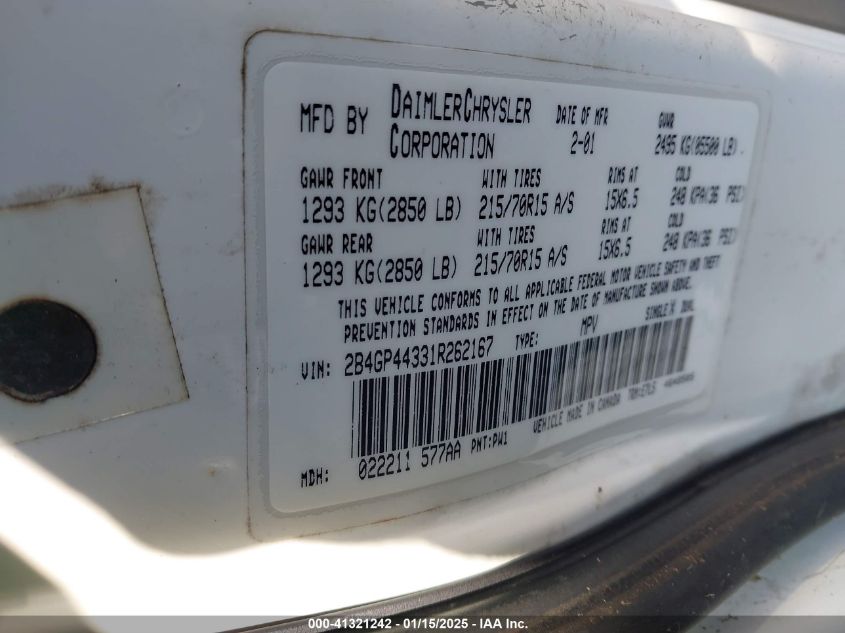 MFD BY DAIMLERCHRYSLER CORPORATION DATE OF MFR 2-01 GVWR 2495 KG(05500 LB)
GAWR FRONT WITH TIRES RIMS AT COLD
1293 KG(2850 LB) 215/70R15 A/S 15X6.5 240 KPA(36 PSI)
GAWR REAR WITH TIRES RIMS AT COLD
1293 KG(2850 LB) 215/70R15 A/S 15X6.5 240 KPA(36 PSI)
THIS VEHICLE CONFORMS TO ALL APPLICABLE FEDERAL MOTOR VEHICLE SAFETY AND THEFT
PREVENTION STANDARDS IN EFFECT ON THE DATE OF MANUFACTURE SHOWN ABOVE.
VIN: 2B4GP44331R262167 TYPE: MPV SINGLE X DUAL
MDH: 022211 577AA PNT:PW1 VEHICLE MADE IN CANADA
000-41321242 - 01/15/2025 - IAA Inc.